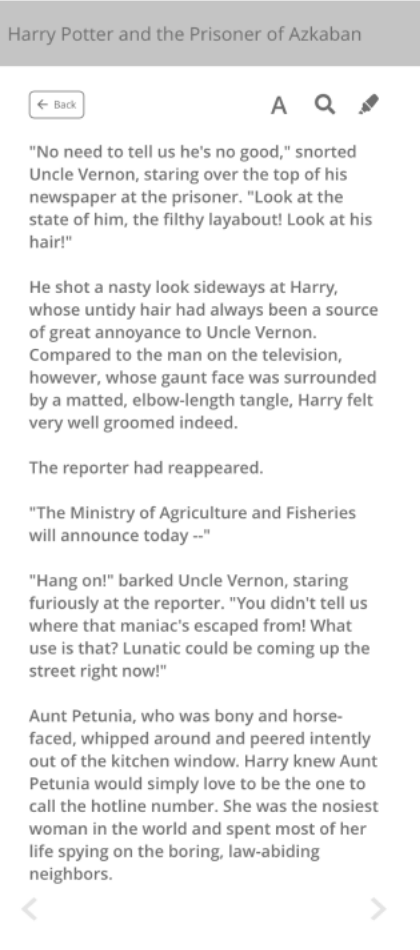 Harry Potter and the Prisoner of Azkaban
← Back
A
"No need to tell us he's no good," snorted
Uncle Vernon, staring over the top of his
newspaper at the prisoner. "Look at the
state of him, the filthy layabout! Look at his
hair!"
He shot a nasty look sideways at Harry,
whose untidy hair had always been a source
of great annoyance to Uncle Vernon.
Compared to the man on the television,
however, whose gaunt face was surrounded
by a matted, elbow-length tangle, Harry felt
very well groomed indeed.
The reporter had reappeared.
"The Ministry of Agriculture and Fisheries
will announce today --"
"Hang on!" barked Uncle Vernon, staring
furiously at the reporter. "You didn't tell us
where that maniac's escaped from! What
use is that? Lunatic could be coming up the
street right now!"
Aunt Petunia, who was bony and horse-
faced, whipped around and peered intently
out of the kitchen window. Harry knew Aunt
Petunia would simply love to be the one to
call the hotline number. She was the nosiest
woman in the world and spent most of her
life spying on the boring, law-abiding
neighbors.